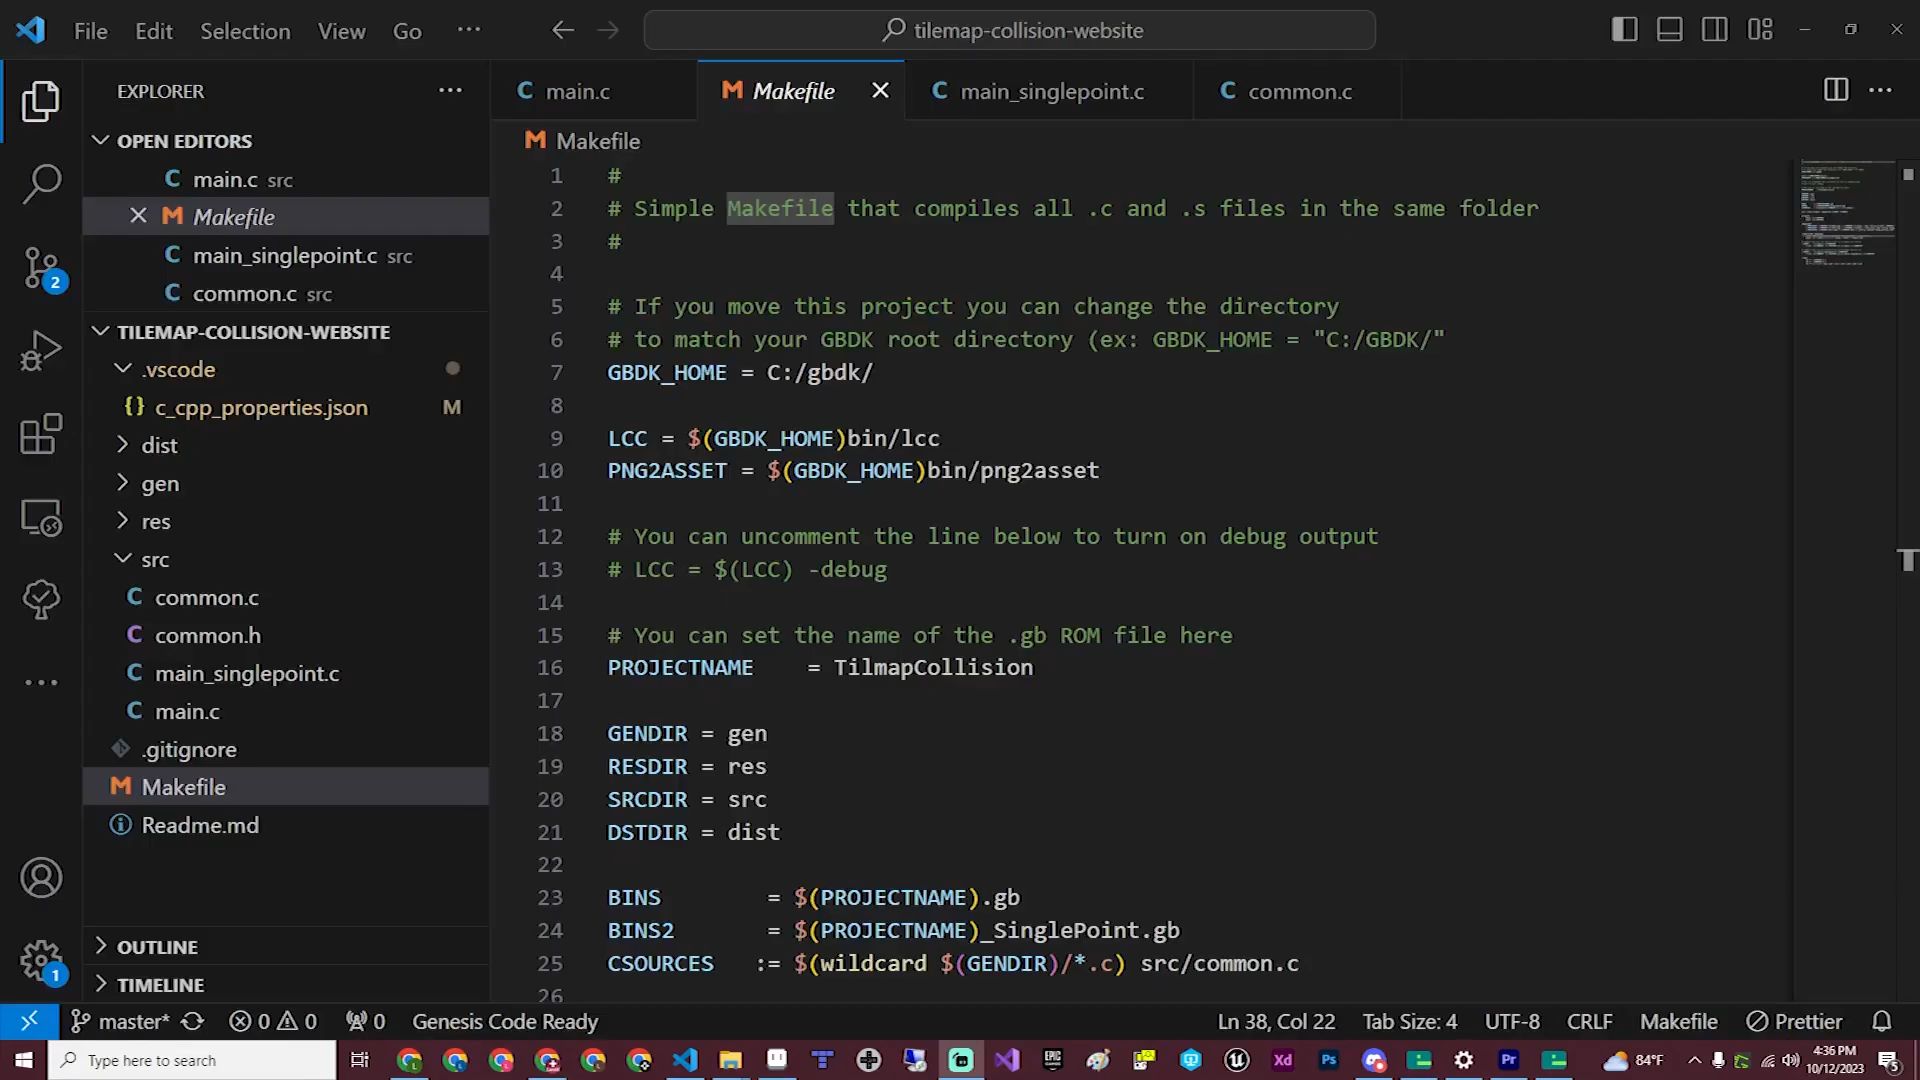 File Edit Selection View Go ···
tilemap-collision-website
EXPLORER
OPEN EDITORS
C main.c src
M Makefile
C main_singlepoint.c src
C common.c src
TILEMAP-COLLISION-WEBSITE
.vscode
{} c_cpp_properties.json M
dist
gen
res
src
C common.c
C common.h
C main_singlepoint.c
C main.c
.gitignore
M Makefile
Readme.md
OUTLINE
TIMELINE
2
1
C main.c
M Makefile
C main_singlepoint.c
C common.c
M Makefile
1 #
2 # Simple Makefile that compiles all .c and .s files in the same folder
3 #
4
5 # If you move this project you can change the directory
6 # to match your GBDK root directory (ex: GBDK_HOME = "C:/GBDK/"
7 GBDK_HOME = C:/gbdk/
8
9 LCC = $(GBDK_HOME)bin/lcc
10 PNG2ASSET = $(GBDK_HOME)bin/png2asset
11
12 # You can uncomment the line below to turn on debug output
13 # LCC = $(LCC) -debug
14
15 # You can set the name of the .gb ROM file here
16 PROJECTNAME    = TilmapCollision
17
18 GENDIR = gen
19 RESDIR = res
20 SRCDIR = src
21 DSTDIR = dist
22
23 BINS        = $(PROJECTNAME).gb
24 BINS2       = $(PROJECTNAME)_SinglePoint.gb
25 CSOURCES   := $(wildcard $(GENDIR)/*.c) src/common.c
26
master* 0 0 0 Genesis Code Ready
Ln 38, Col 22 Tab Size: 4 UTF-8 CRLF Makefile Prettier
Type here to search
EPIC
Xd
Ps
Pr
84°F
4:36 PM
10/12/2023
5